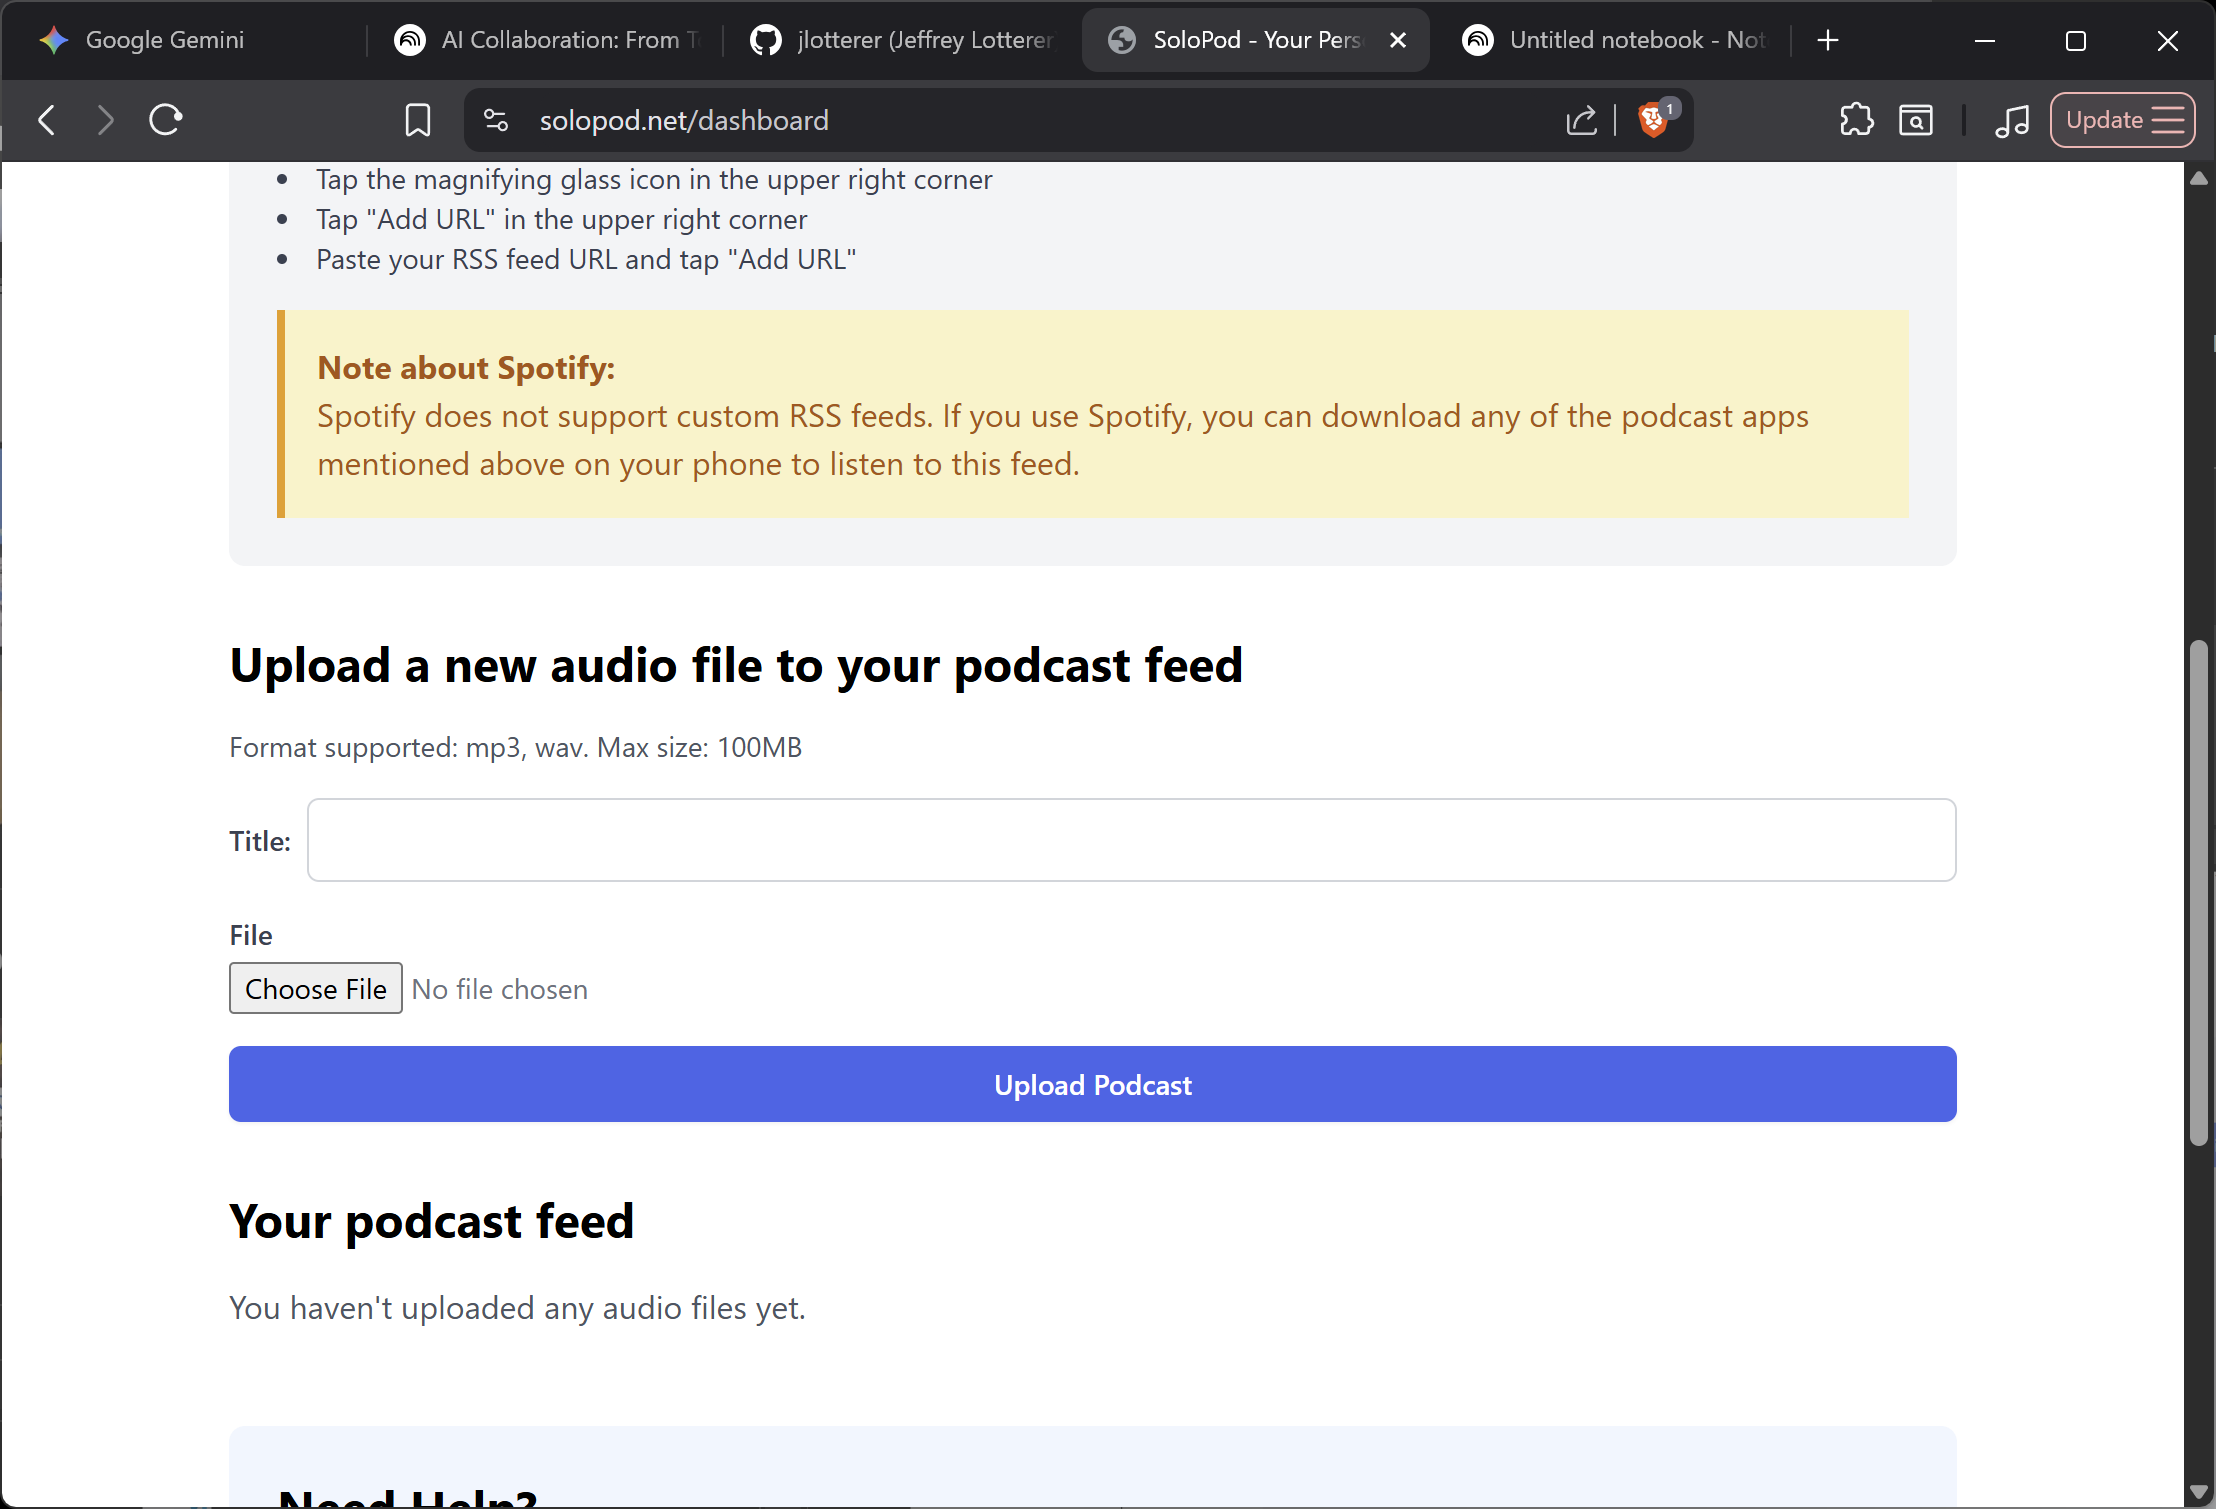 Google Gemini
AI Collaboration: From T
jlotterer (Jeffrey Lotterer
SoloPod - Your Pers
Untitled notebook - Not
solopod.net/dashboard
1
Update
• Tap the magnifying glass icon in the upper right corner
• Tap "Add URL" in the upper right corner
• Paste your RSS feed URL and tap "Add URL"
Note about Spotify:
Spotify does not support custom RSS feeds. If you use Spotify, you can download any of the podcast apps
mentioned above on your phone to listen to this feed.
Upload a new audio file to your podcast feed
Format supported: mp3, wav. Max size: 100MB
Title:
File
Choose File No file chosen
Upload Podcast
Your podcast feed
You haven't uploaded any audio files yet.
Need Help?